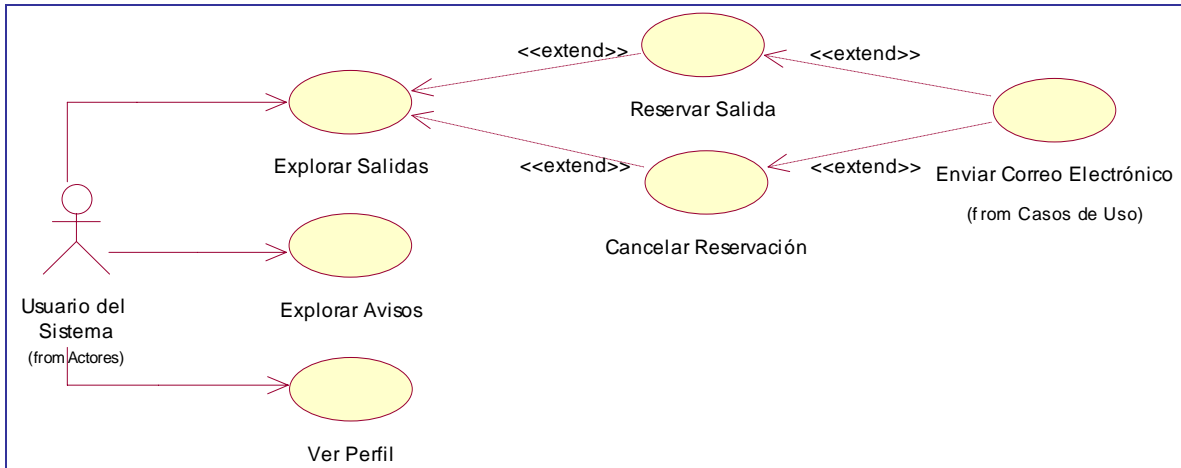 <<extend>>
<<extend>>
Reservar Salida
Explorar Salidas
<<extend>>
<<extend>>
Enviar Correo Electrónico
(from Casos de Uso)
Cancelar Reservación
Usuario del
Sistema
(from Actores)
Explorar Avisos
Ver Perfil